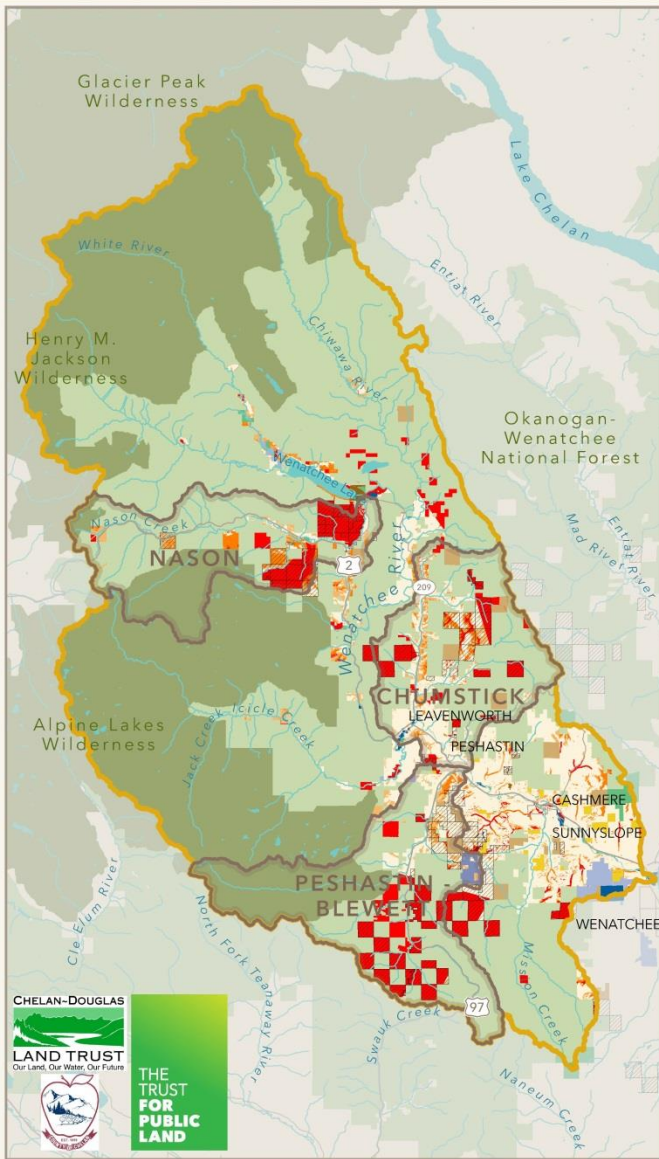 Glacier Peak
Wilderness
Lake Chelan
White River
Entiat River
Chiwawa River
Henry M.
Jackson
Wilderness
Okanogan-
Wenatchee
National Forest
Wenatchee La
Entiat River
Mad River
Nason Creek
NASON
2
Wenatchee River
209
CHUMSTICK
LEAVENWORTH
PESHASTIN
Icicle Creek
Jack Creek
Alpine Lakes
Wilderness
CASHMERE
SUNNYSLOPE
PESHASTIN -
BLEWETT
WENATCHEE
Cle Elum River
North Fork Teanaway River
Mission Creek
97
Swauk Creek
Naneum Creek
CHELAN~DOUGLAS
LAND TRUST
Our Land, Our Water, Our Future
THE
TRUST
FOR
PUBLIC
LAND